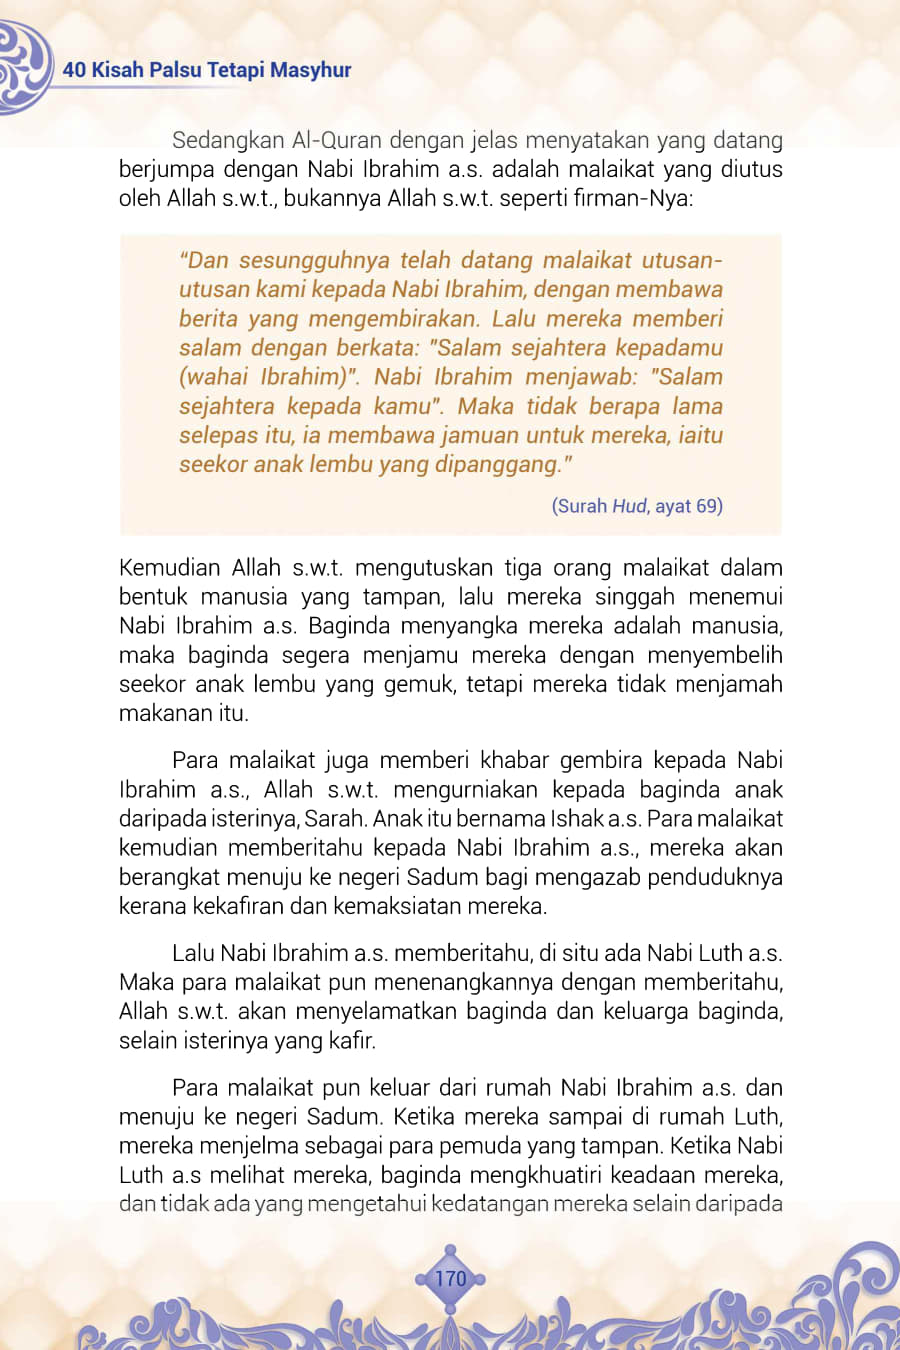 40 Kisah Palsu Tetapi Masyhur
Sedangkan Al-Quran dengan jelas menyatakan yang datang
berjumpa dengan Nabi Ibrahim a.s. adalah malaikat yang diutus
oleh Allah s.w.t., bukannya Allah s.w.t. seperti firman-Nya:
“Dan sesungguhnya telah datang malaikat utusan-
utusan kami kepada Nabi Ibrahim, dengan membawa
berita yang mengembirakan. Lalu mereka memberi
salam dengan berkata: "Salam sejahtera kepadamu
(wahai Ibrahim)". Nabi Ibrahim menjawab: "Salam
sejahtera kepada kamu". Maka tidak berapa lama
selepas itu, ia membawa jamuan untuk mereka, iaitu
seekor anak lembu yang dipanggang."
(Surah Hud, ayat 69)
Kemudian Allah s.w.t. mengutuskan tiga orang malaikat dalam
bentuk manusia yang tampan, lalu mereka singgah menemui
Nabi Ibrahim a.s. Baginda menyangka mereka adalah manusia,
maka baginda segera menjamu mereka dengan menyembelih
seekor anak lembu yang gemuk, tetapi mereka tidak menjamah
makanan itu.
Para malaikat juga memberi khabar gembira kepada Nabi
Ibrahim a.s., Allah s.w.t. mengurniakan kepada baginda anak
daripada isterinya, Sarah. Anak itu bernama Ishak a.s. Para malaikat
kemudian memberitahu kepada Nabi Ibrahim a.s., mereka akan
berangkat menuju ke negeri Sadum bagi mengazab penduduknya
kerana kekafiran dan kemaksiatan mereka.
Lalu Nabi Ibrahim a.s. memberitahu, di situ ada Nabi Luth a.s.
Maka para malaikat pun menenangkannya dengan memberitahu,
Allah s.w.t. akan menyelamatkan baginda dan keluarga baginda,
selain isterinya yang kafir.
Para malaikat pun keluar dari rumah Nabi Ibrahim a.s. dan
menuju ke negeri Sadum. Ketika mereka sampai di rumah Luth,
mereka menjelma sebagai para pemuda yang tampan. Ketika Nabi
Luth a.s melihat mereka, baginda mengkhuatiri keadaan mereka,
dan tidak ada yang mengetahui kedatangan mereka selain daripada
170